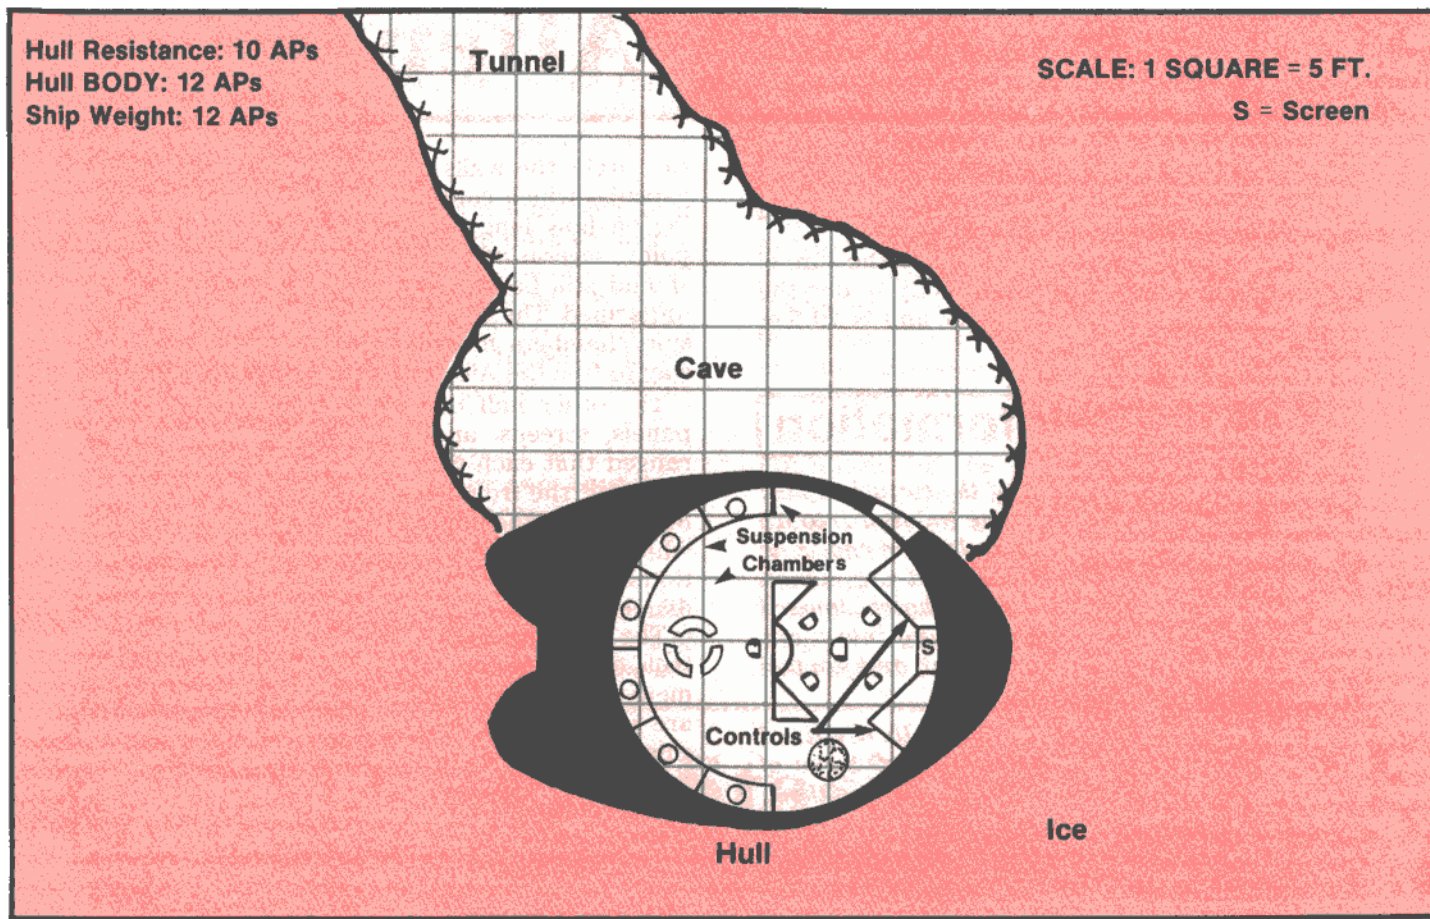 Hull Resistance: 10 APs
Hull BODY: 12 APs
Ship Weight: 12 APs
Tunnel
SCALE: 1 SQUARE = 5 FT.
S = Screen
Cave
Suspension
Chambers
S
Controls
Ice
Hull